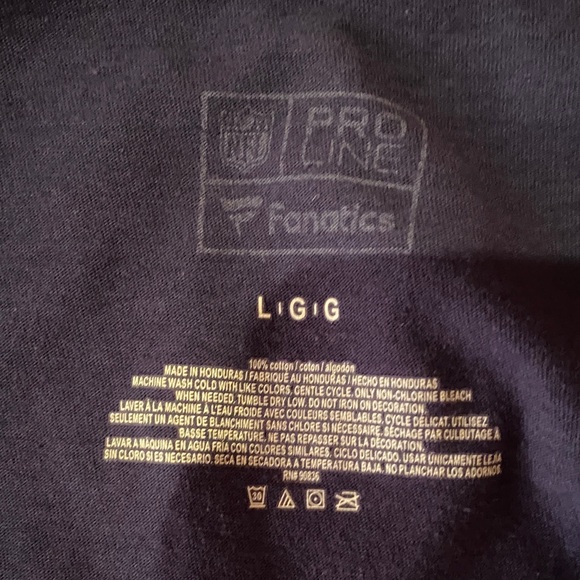 NFL
PRO
LINE
Fanatics
L G G
100% cotton / coton / algodón
MADE IN HONDURAS / FABRIQUÉ AU HONDURAS / HECHO EN HONDURAS
MACHINE WASH COLD WITH LIKE COLORS. GENTLE CYCLE. ONLY NON-CHLORINE BLEACH
WHEN NEEDED. TUMBLE DRY LOW. DO NOT IRON ON DECORATION.
LAVER À LA MACHINE À L'EAU FROIDE AVEC COULEURS SEMBLABLES. CYCLE DÉLICAT. UTILISEZ
SEULEMENT UN AGENT DE BLANCHIMENT SANS CHLORE SI NÉCESSAIRE. SÉCHAGE PAR CULBUTAGE À
BASSE TEMPÉRATURE. NE PAS REPASSER SUR LA DÉCORATION.
LAVAR A MÁQUINA EN AGUA FRÍA CON COLORES SIMILARES. CICLO DELICADO. USAR ÚNICAMENTE LEJÍA
SIN CLORO SI ES NECESARIO. SECA EN SECADORA A TEMPERATURA BAJA. NO PLANCHAR LOS ADORNOS
RN# 90836
30